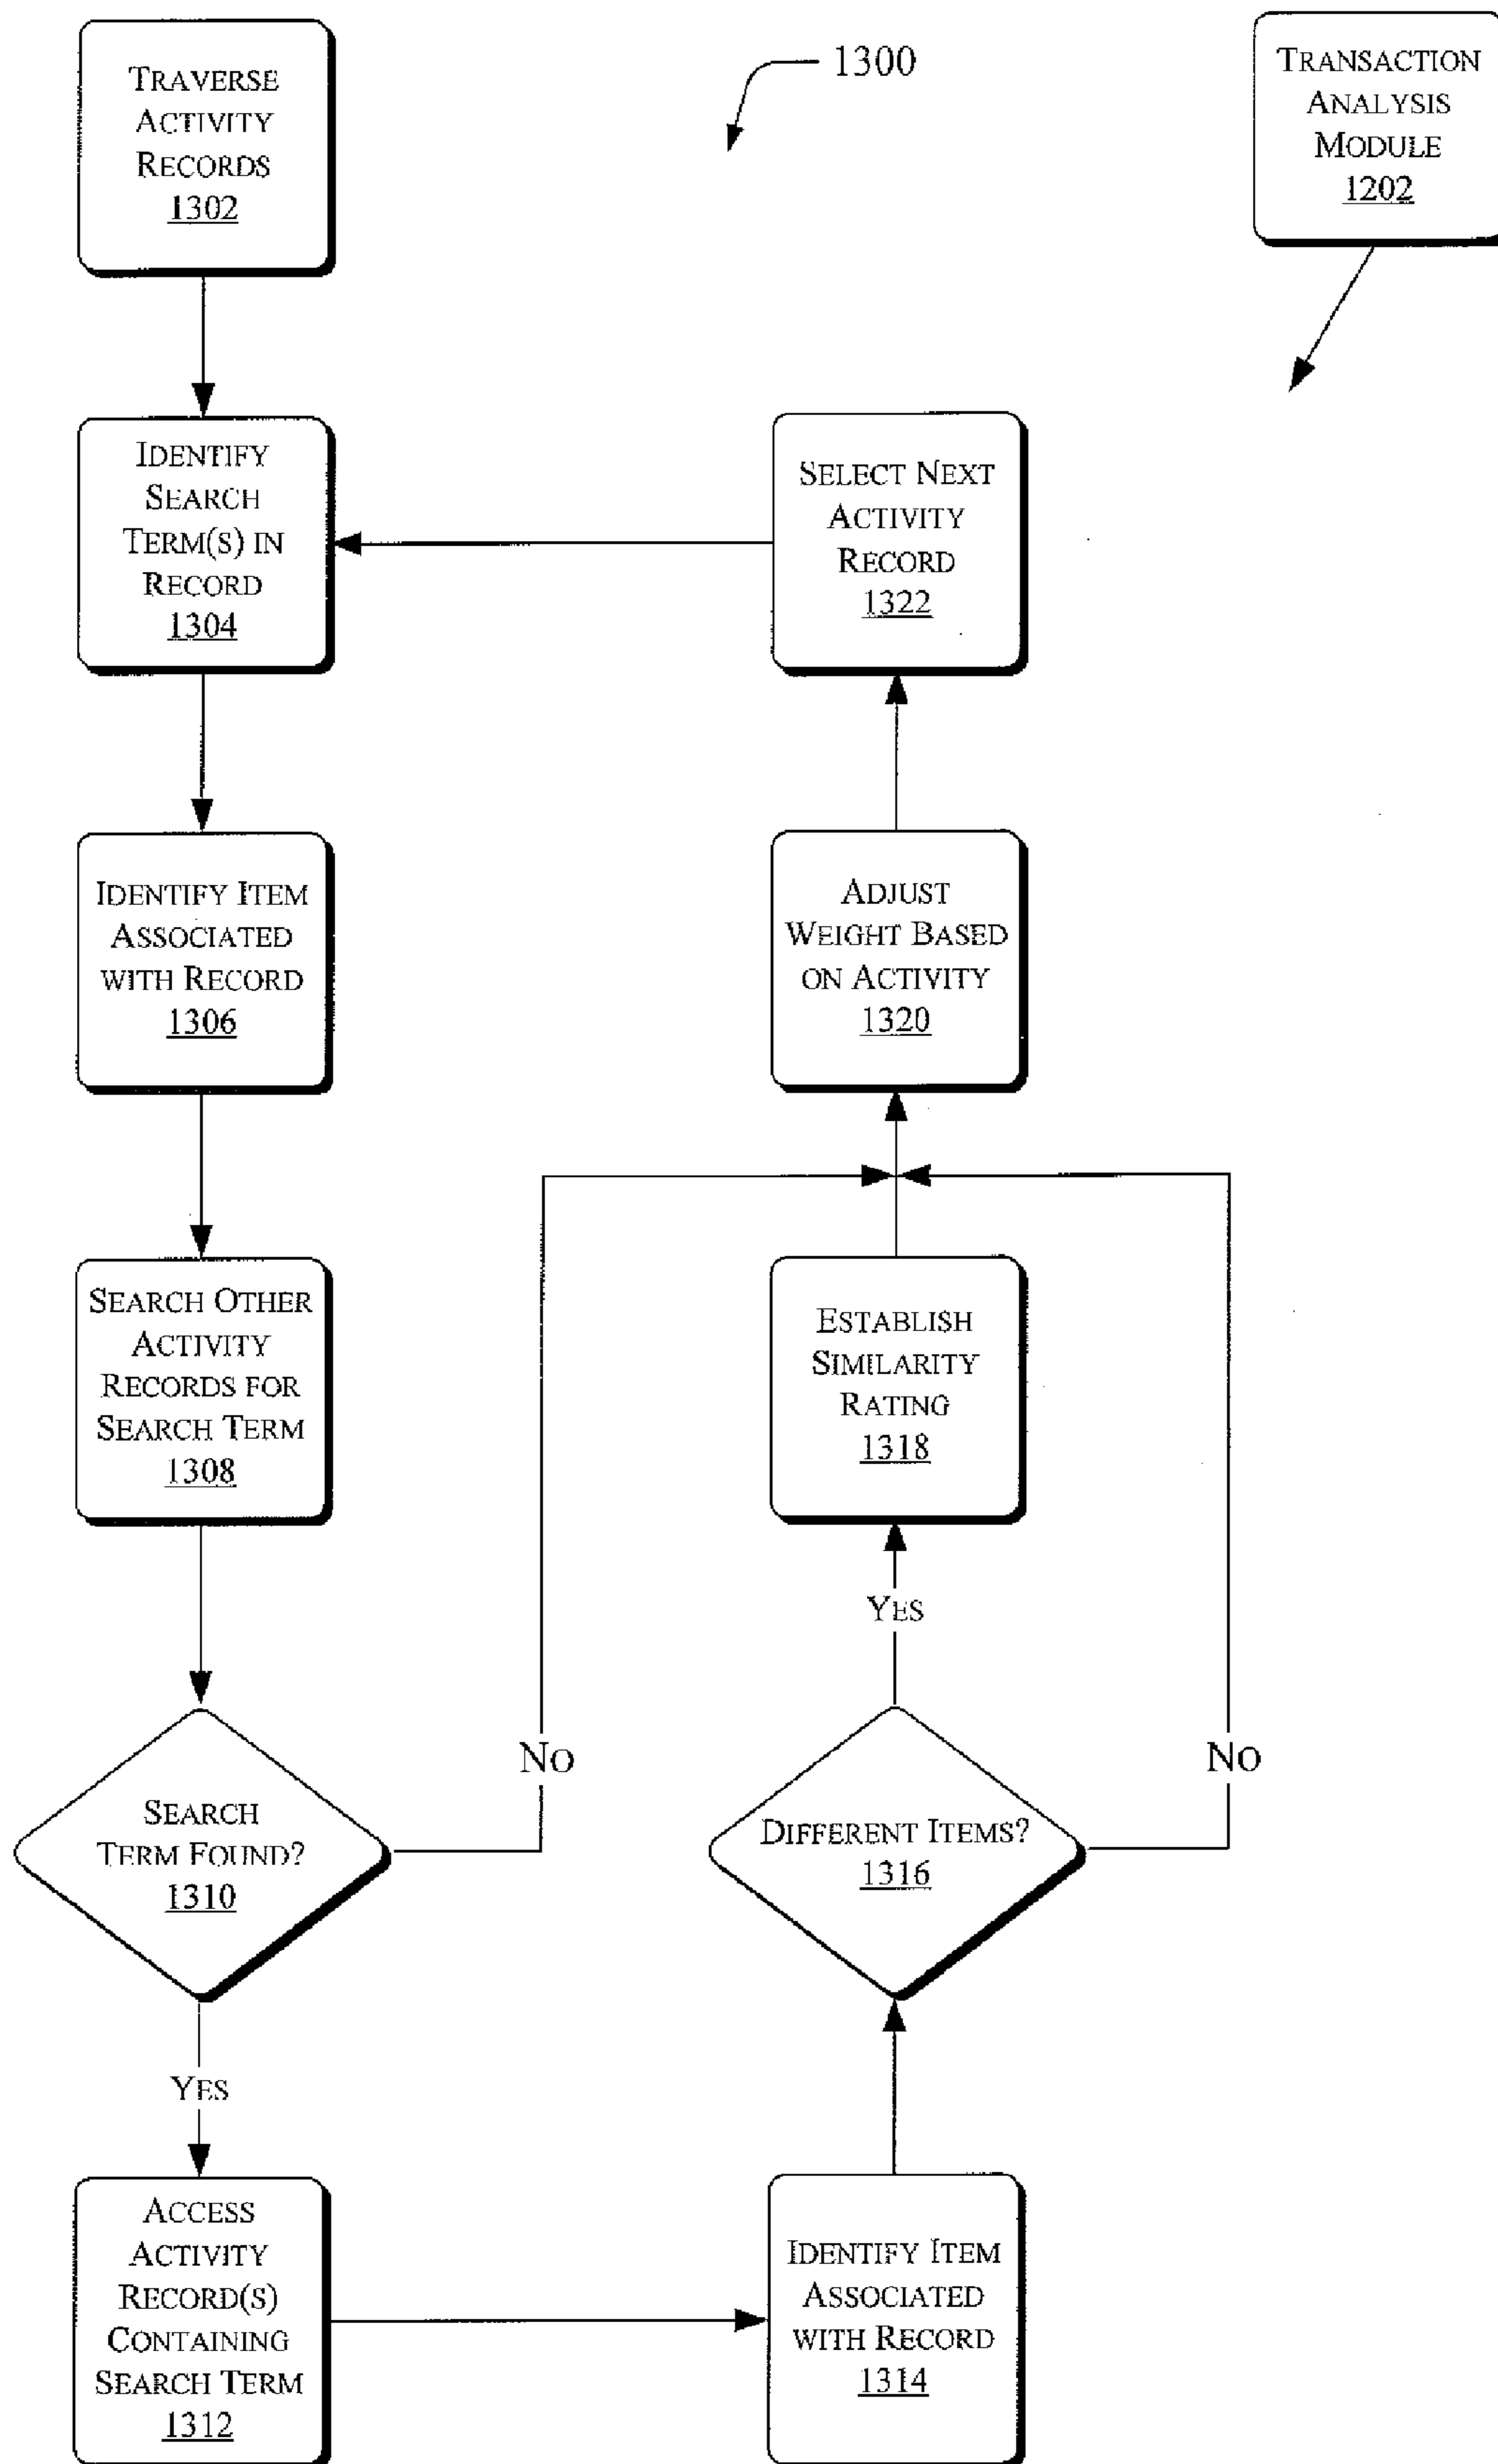 TRAVERSE
ACTIVITY
RECORDS
1302
1300
TRANSACTION
ANALYSIS
MODULE
1202
IDENTIFY
SEARCH
TERM(S) IN
RECORD
1304
SELECT NEXT
ACTIVITY
RECORD
1322
IDENTIFY ITEM
ASSOCIATED
WITH RECORD
1306
ADJUST
WEIGHT BASED
ON ACTIVITY
1320
SEARCH OTHER
ACTIVITY
RECORDS FOR
SEARCH TERM
1308
ESTABLISH
SIMILARITY
RATING
1318
YES
NO
NO
SEARCH
TERM FOUND?
1310
DIFFERENT ITEMS?
1316
YES
ACCESS
ACTIVITY
RECORD(S)
CONTAINING
SEARCH TERM
1312
IDENTIFY ITEM
ASSOCIATED
WITH RECORD
1314